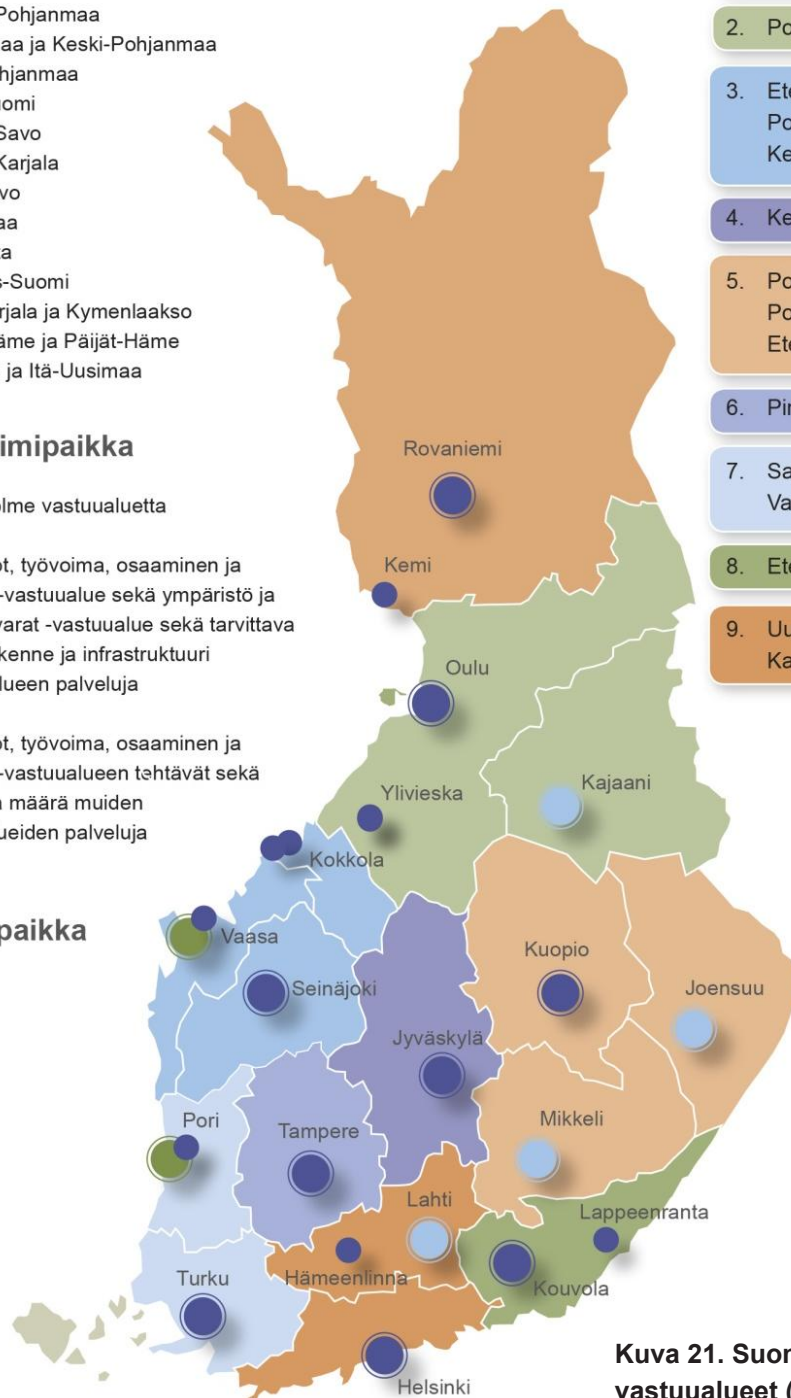 Pohjanmaa
aa ja Keski-Pohjanmaa
hjanmaa
uomi
Savo
Karjala
vo
aa
ta
s-Suomi
rjala ja Kymenlaakso
äme ja Päijät-Häme
ja Itä-Uusimaa
imipaikka
olme vastuualuetta
ot, työvoima, osaaminen ja
-vastuualue sekä ympäristö ja
varat -vastuualue sekä tarvittava
kenne ja infrastruktuuri
lueen palveluja
ot, työvoima, osaaminen ja
-vastuualueen tehtävät sekä
a määrä muiden
ueiden palveluja
paikka
2. Po
3. Ete
Po
Ke
4. Ke
5. Po
Po
Ete
6. Pir
7. Sa
Va
8. Ete
9. Uu
Ka
Rovaniemi
Kemi
Oulu
Ylivieska
Kajaani
Kokkola
Vaasa
Seinäjoki
Kuopio
Joensuu
Jyväskylä
Pori
Tampere
Mikkeli
Lahti
Lappeenranta
Hämeenlinna
Kouvola
Turku
Helsinki
Kuva 21. Suor
vastuualueet (